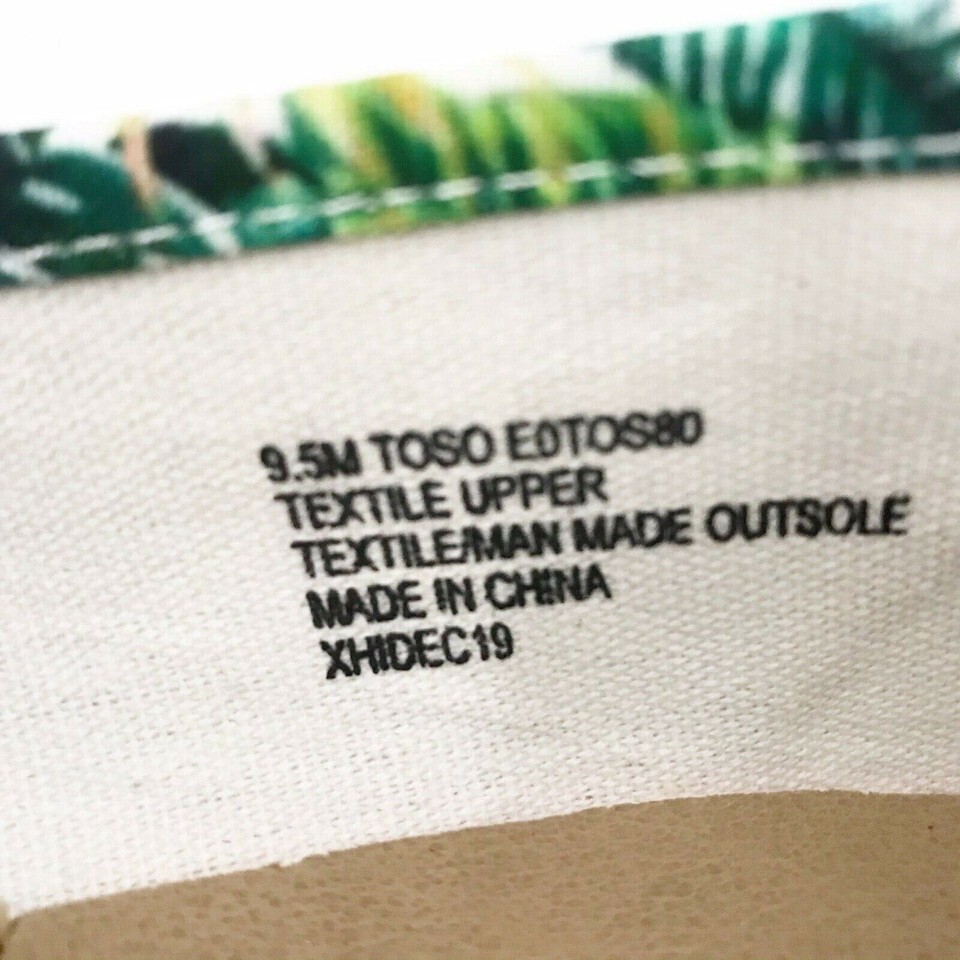 9.5M TOSO E0TOS80
TEXTILE UPPER
TEXTILE/MAN MADE OUTSOLE
MADE IN CHINA
XHIDEC19